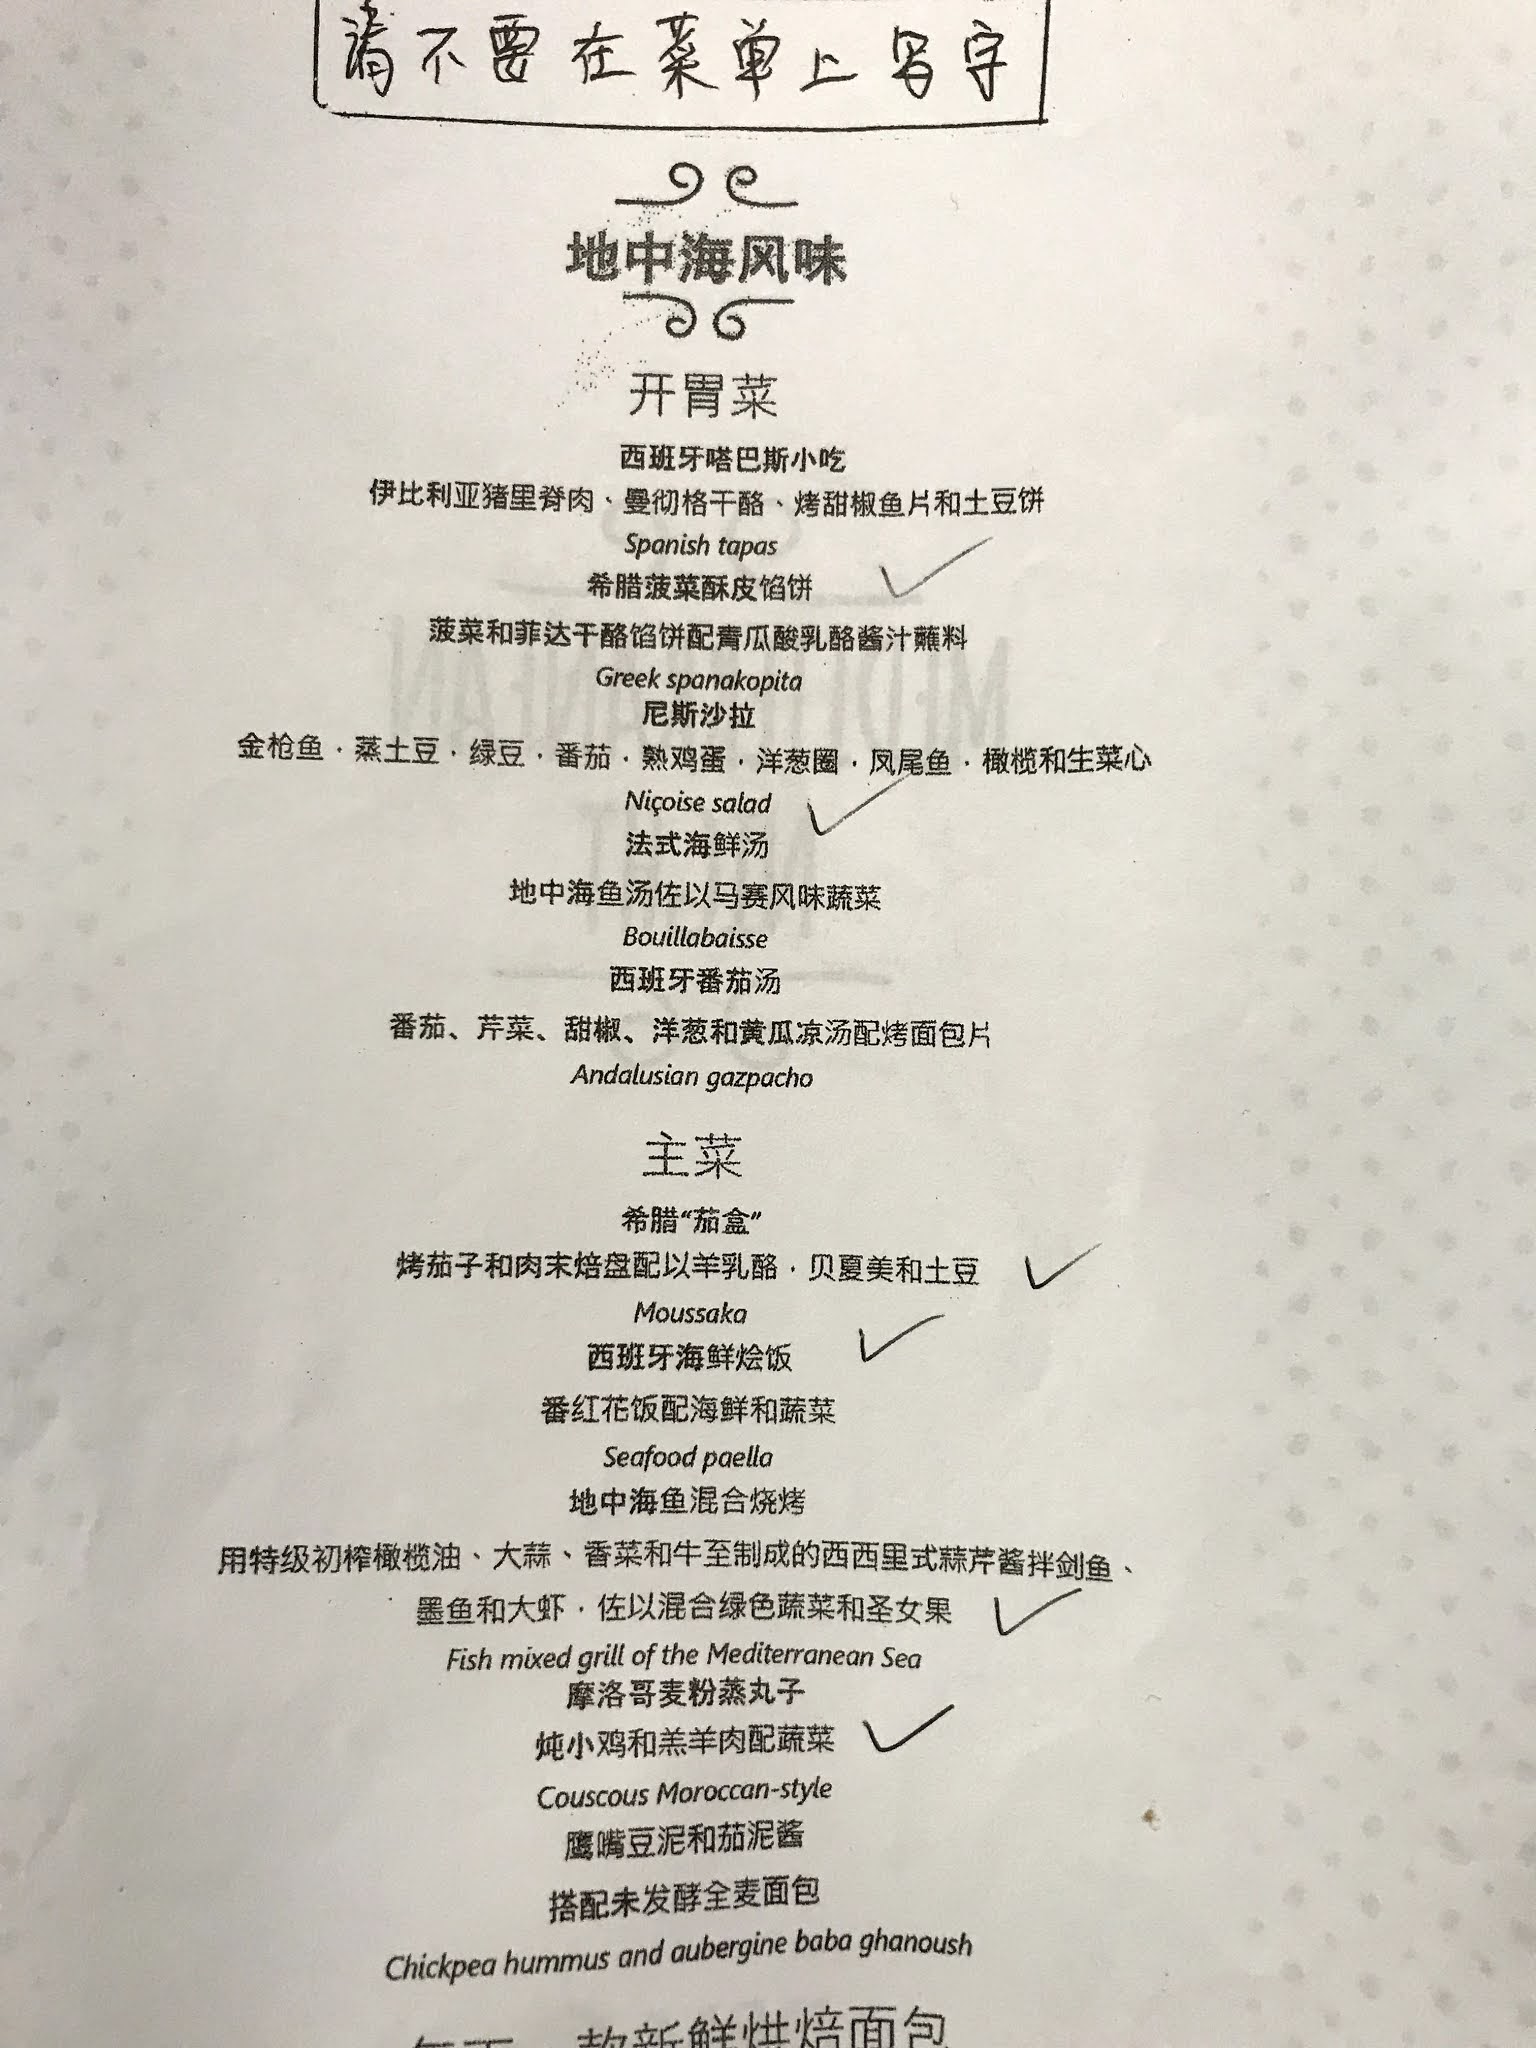 请不要在菜单上写字
地中海风味
开胃菜
西班牙嗒巴斯小吃
伊比利亚猪里脊肉、曼彻格干酪、烤甜椒鱼片和土豆饼
Spanish tapas
希腊菠菜酥皮馅饼
菠菜和菲达干酪馅饼配青瓜酸乳酪酱汁蘸料
Greek spanakopita
尼斯沙拉
金枪鱼·蒸土豆·绿豆·番茄·熟鸡蛋·洋葱圈·凤尾鱼·橄榄和生菜心
Niçoise salad
法式海鲜汤
地中海鱼汤佐以马赛风味蔬菜
Bouillabaisse
西班牙番茄汤
番茄、芹菜、甜椒、洋葱和黄瓜凉汤配烤面包片
Andalusian gazpacho
主菜
希腊“茄盒”
烤茄子和肉末焙盘配以羊乳酪·贝夏美和土豆
Moussaka
西班牙海鲜烩饭
番红花饭配海鲜和蔬菜
Seafood paella
地中海鱼混合烧烤
用特级初榨橄榄油、大蒜、香菜和牛至制成的西西里式蒜芹酱拌剑鱼、
墨鱼和大虾·佐以混合绿色蔬菜和圣女果
Fish mixed grill of the Mediterranean Sea
摩洛哥麦粉蒸丸子
炖小鸡和羔羊肉配蔬菜
Couscous Moroccan-style
鹰嘴豆泥和茄泥酱
搭配未发酵全麦面包
Chickpea hummus and aubergine baba ghanoush
款新鲜烘焙面包